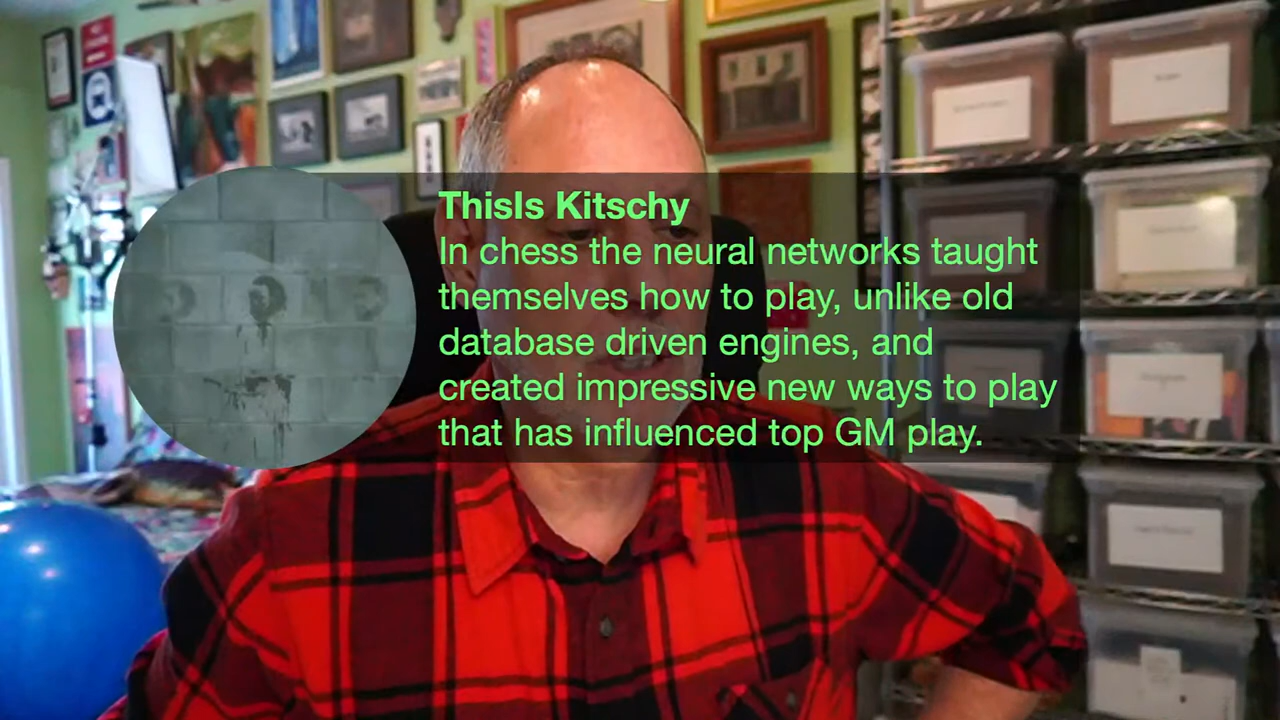 ThisIs Kitschy
In chess the neural networks taught
themselves how to play, unlike old
database driven engines, and
created impressive new ways to play
that has influenced top GM play.